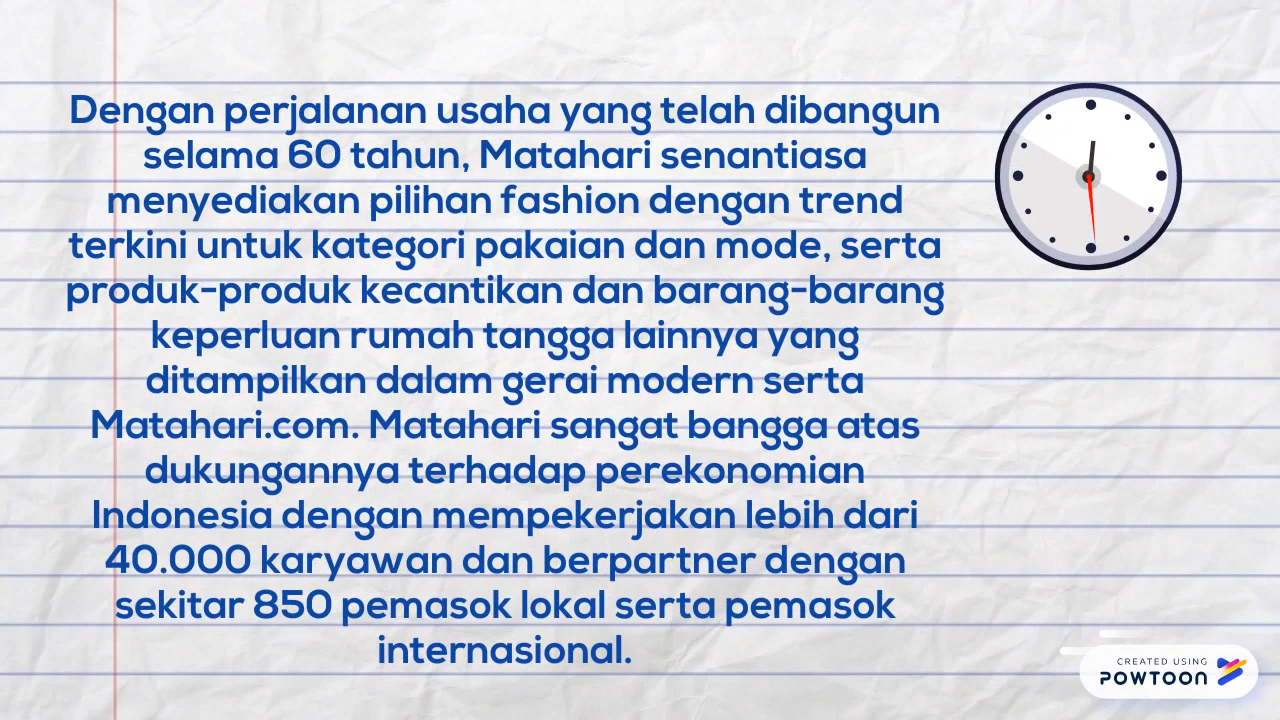 Dengan perjalanan usaha yang telah dibangun
selama 60 tahun, Matahari senantiasa
menyediakan pilihan fashion dengan trend
terkini untuk kategori pakaian dan mode, serta
produk-produk kecantikan dan barang-barang
keperluan rumah tangga lainnya yang
ditampilkan dalam gerai modern serta
Matahari.com. Matahari sangat bangga atas
dukungannya terhadap perekonomian
Indonesia dengan mempekerjakan lebih dari
40.000 karyawan dan berpartner dengan
sekitar 850 pemasok lokal serta pemasok
internasional.
CREATED USING
POWTOON